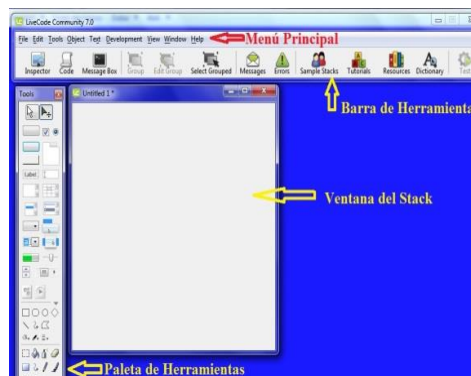 LiveCode Community 7.0
File Edit Tools Object Text Development View Window Help
Menú Principal
Inspector Code Message Box Group Edit Group Select Grouped Messages Errors Sample Stacks Tutorials Resources Dictionary Test
Barra de Herramienta
Tools
Untitled 1 *
Label
Ventana del Stack
Paleta de Herramientas